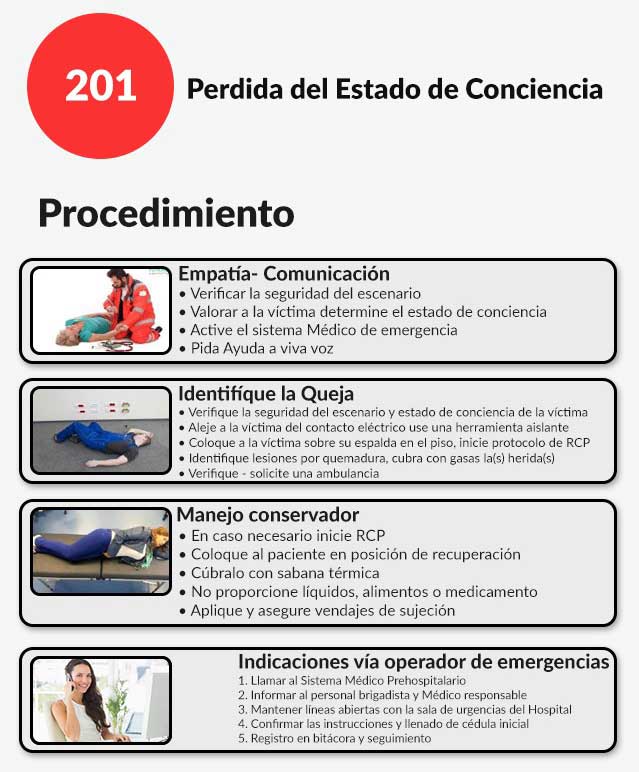 201
Perdida del Estado de Conciencia
Procedimiento
Empatía- Comunicación
• Verificar la seguridad del escenario
• Valorar a la víctima determine el estado de conciencia
• Active el sistema Médico de emergencia
• Pida Ayuda a viva voz
Identifíque la Queja
• Verifique la seguridad del escenario y estado de conciencia de la víctima
• Aleje a la víctima del contacto eléctrico use una herramienta aislante
• Coloque a la víctima sobre su espalda en el piso, inicie protocolo de RCP
• Identifique lesiones por quemadura, cubra con gasas la(s) herida(s)
• Verifique - solicite una ambulancia
Manejo conservador
• En caso necesario inicie RCP
• Coloque al paciente en posición de recuperación
• Cúbralo con sabana térmica
• No proporcione líquidos, alimentos o medicamento
• Aplique y asegure vendajes de sujeción
Indicaciones vía operador de emergencias
1. Llamar al Sistema Médico Prehospitalario
2. Informar al personal brigadista y Médico responsable
3. Mantener líneas abiertas con la sala de urgencias del Hospital
4. Confirmar las instrucciones y llenado de cédula inicial
5. Registro en bitácora y seguimiento